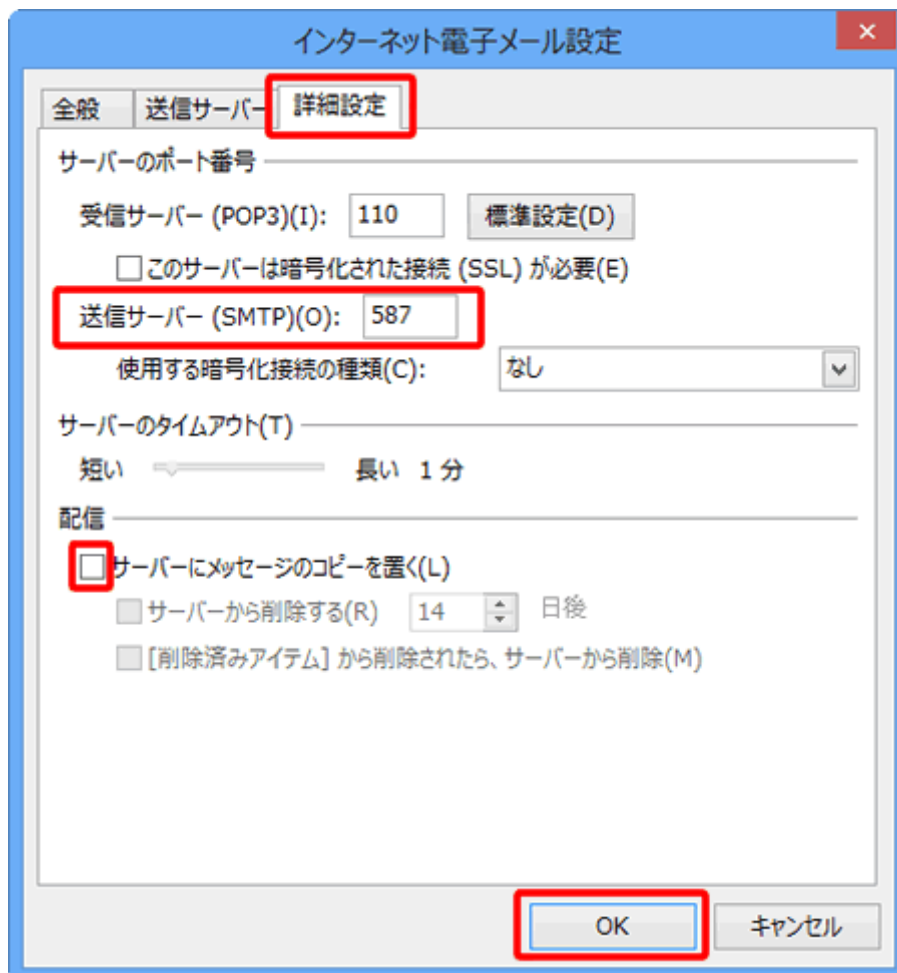 インターネット電子メール設定
全般 送信サーバー 詳細設定
サーバーのポート番号
受信サーバー (POP3)(I): 110 標準設定(D)
このサーバーは暗号化された接続 (SSL) が必要(E)
送信サーバー (SMTP)(O): 587
使用する暗号化接続の種類(C): なし
サーバーのタイムアウト(T)
短い 長い 1 分
配信
サーバーにメッセージのコピーを置く(L)
サーバーから削除する(R) 14 日後
[削除済みアイテム] から削除されたら、サーバーから削除(M)
OK キャンセル